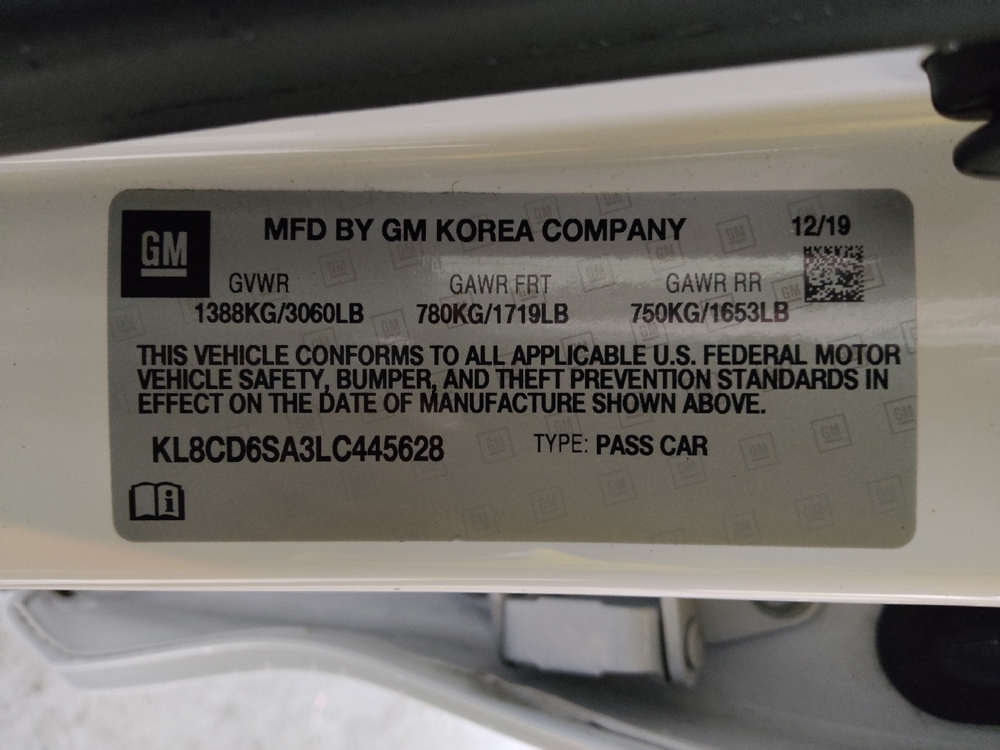 GM
MFD BY GM KOREA COMPANY
12/19
GVWR GAWR FRT GAWR RR
1388KG/3060LB 780KG/1719LB 750KG/1653LB
THIS VEHICLE CONFORMS TO ALL APPLICABLE U.S. FEDERAL MOTOR
VEHICLE SAFETY, BUMPER, AND THEFT PREVENTION STANDARDS IN
EFFECT ON THE DATE OF MANUFACTURE SHOWN ABOVE.
KL8CD6SA3LC445628 TYPE: PASS CAR